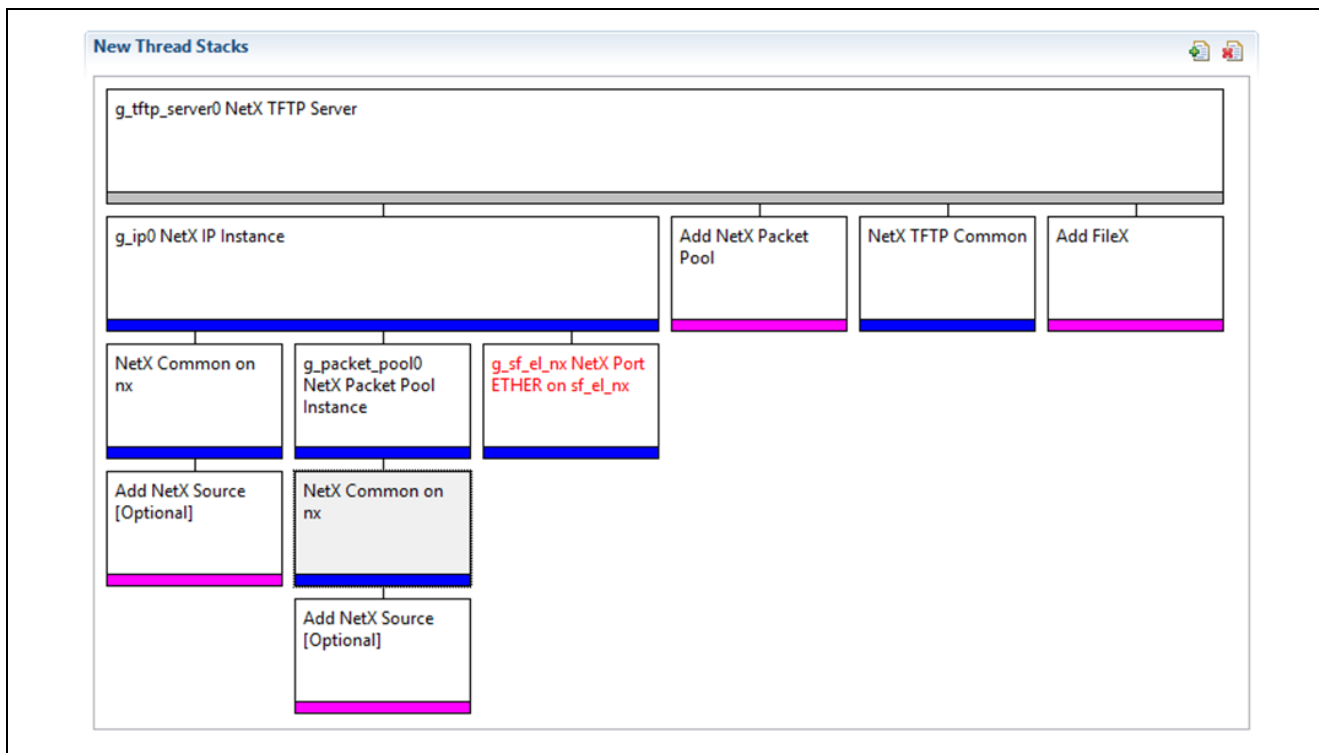 New Thread Stacks
g_tftp_server0 NetX TFTP Server
g_ip0 NetX IP Instance
Add NetX Packet
Pool
NetX TFTP Common
Add FileX
NetX Common on
nx
g_packet_pool0
NetX Packet Pool
Instance
g_sf_el_nx NetX Port
ETHER on sf_el_nx
Add NetX Source
[Optional]
NetX Common on
nx
Add NetX Source
[Optional]